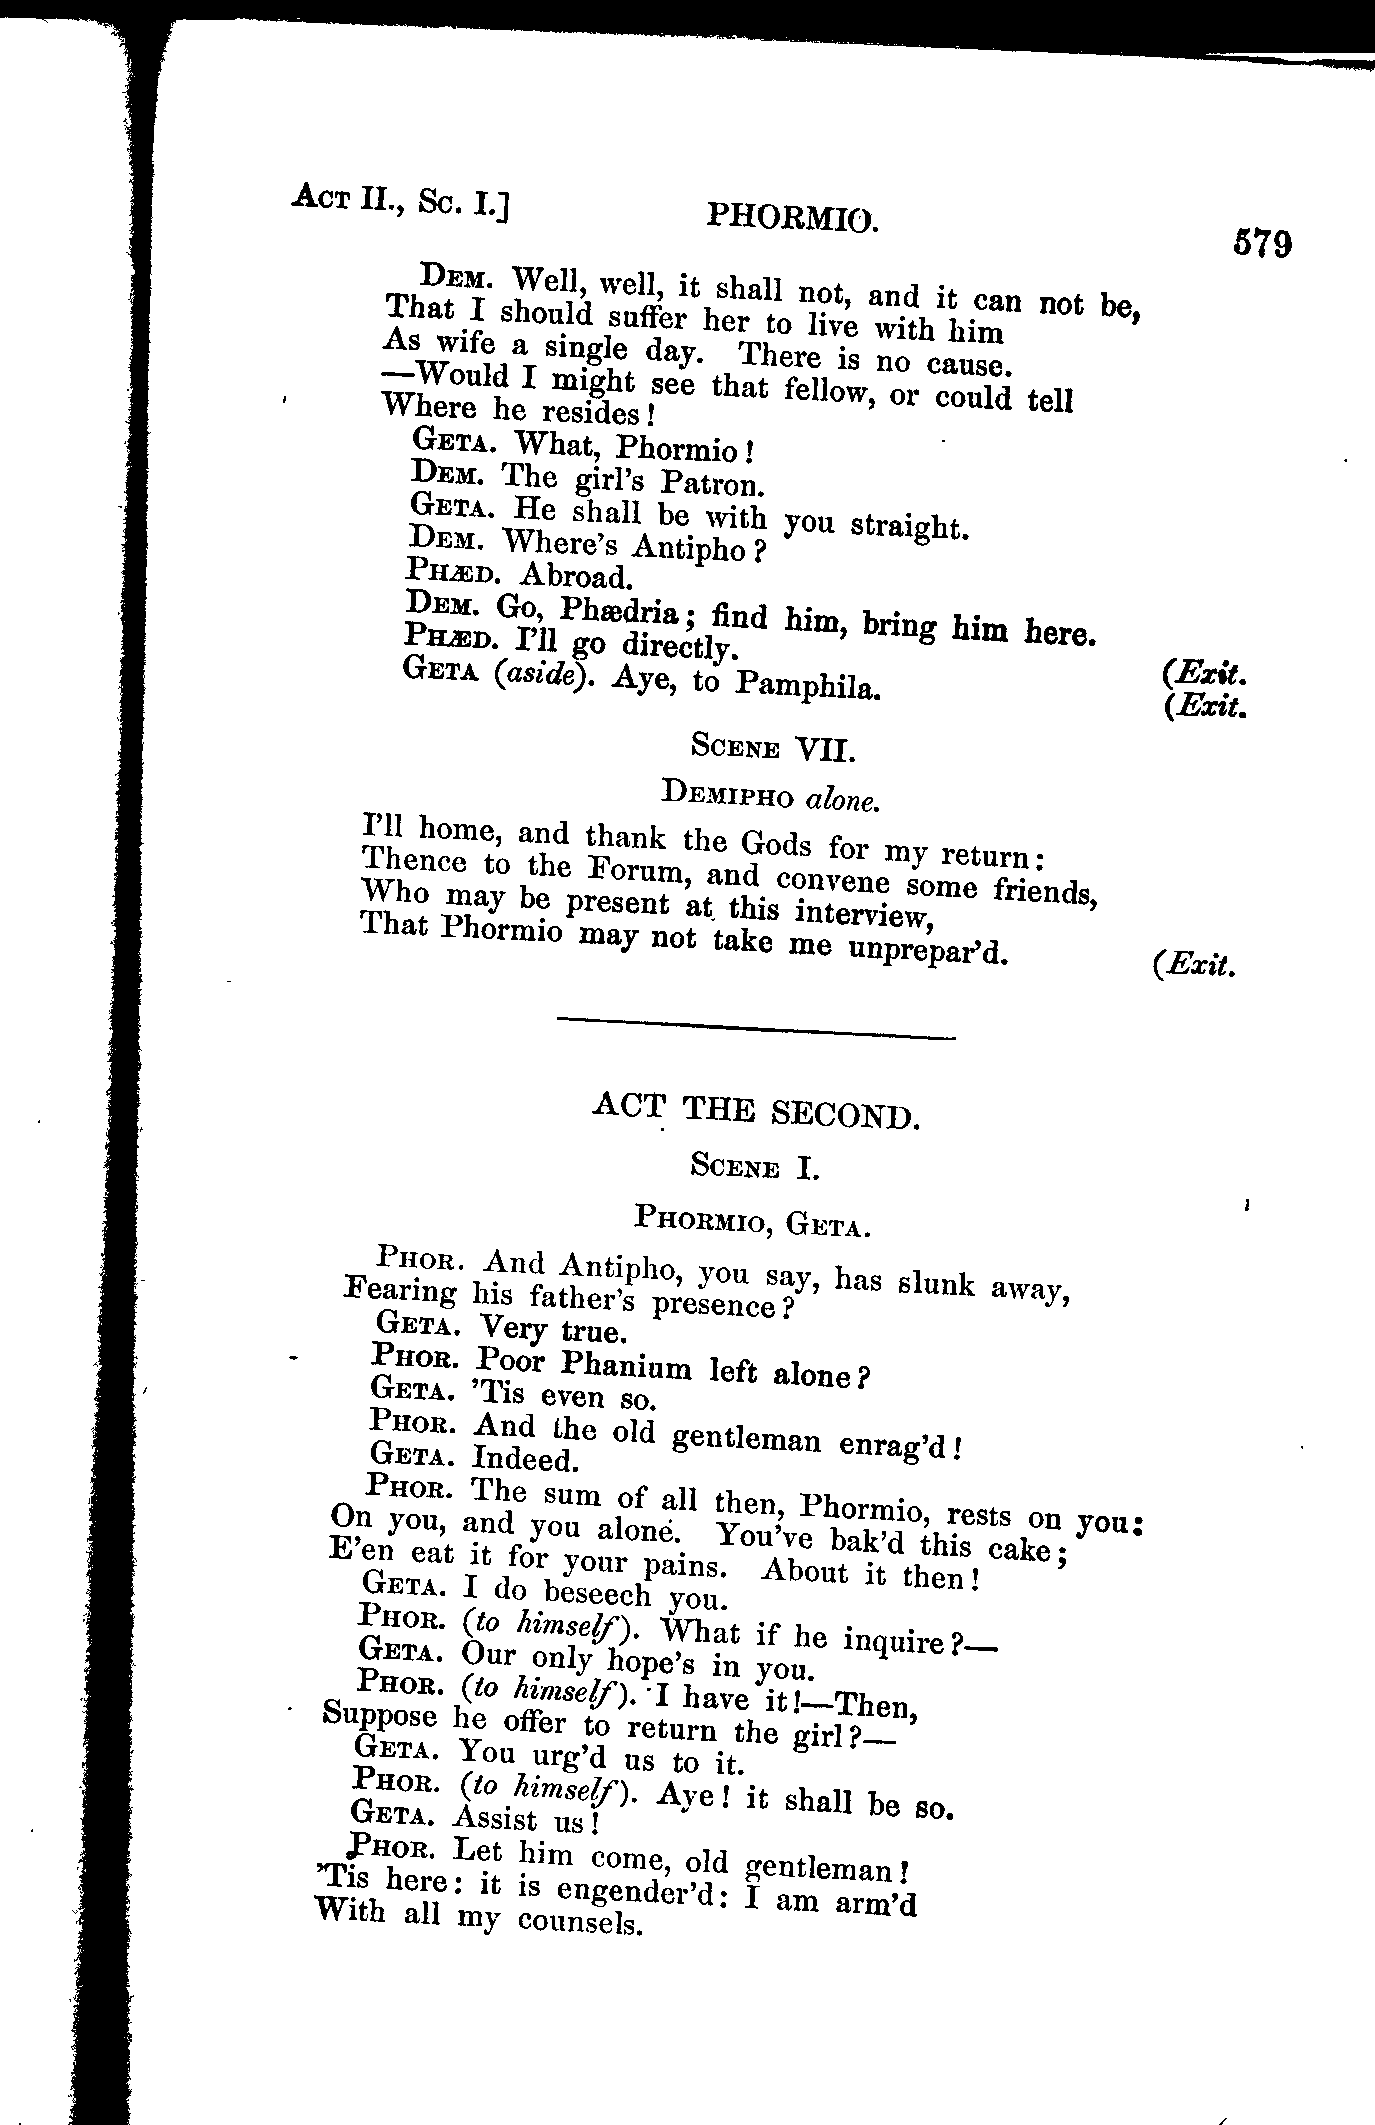 ACT II., SC. I.] PHORMIO. 579
DEM. Well, well, it shall not, and it can not be,
That I should suffer her to live with him
As wife a single day. There is no cause.
—Would I might see that fellow, or could tell
Where he resides!
GETA. What, Phormio!
DEM. The girl's Patron.
GETA. He shall be with you straight.
DEM. Where's Antipho?
PHÆD. Abroad.
DEM. Go, Phædria; find him, bring him here.
PHÆD. I'll go directly. (Exit.
GETA (aside). Aye, to Pamphila. (Exit.
SCENE VII.
DEMIPHO alone.
I'll home, and thank the Gods for my return:
Thence to the Forum, and convene some friends,
Who may be present at this interview,
That Phormio may not take me unprepar'd. (Exit.
ACT THE SECOND.
SCENE I.
PHORMIO, GETA.
PHOR. And Antipho, you say, has slunk away,
Fearing his father's presence?
GETA. Very true.
PHOR. Poor Phanium left alone?
GETA. 'Tis even so.
PHOR. And the old gentleman enrag'd!
GETA. Indeed.
PHOR. The sum of all then, Phormio, rests on you:
On you, and you alone. You've bak'd this cake;
E'en eat it for your pains. About it then!
GETA. I do beseech you.
PHOR. (to himself). What if he inquire?—
GETA. Our only hope's in you.
PHOR. (to himself). I have it!—Then,
Suppose he offer to return the girl?—
GETA. You urg'd us to it.
PHOR. (to himself). Aye! it shall be so.
GETA. Assist us!
PHOR. Let him come, old gentleman!
'Tis here: it is engender'd: I am arm'd
With all my counsels.